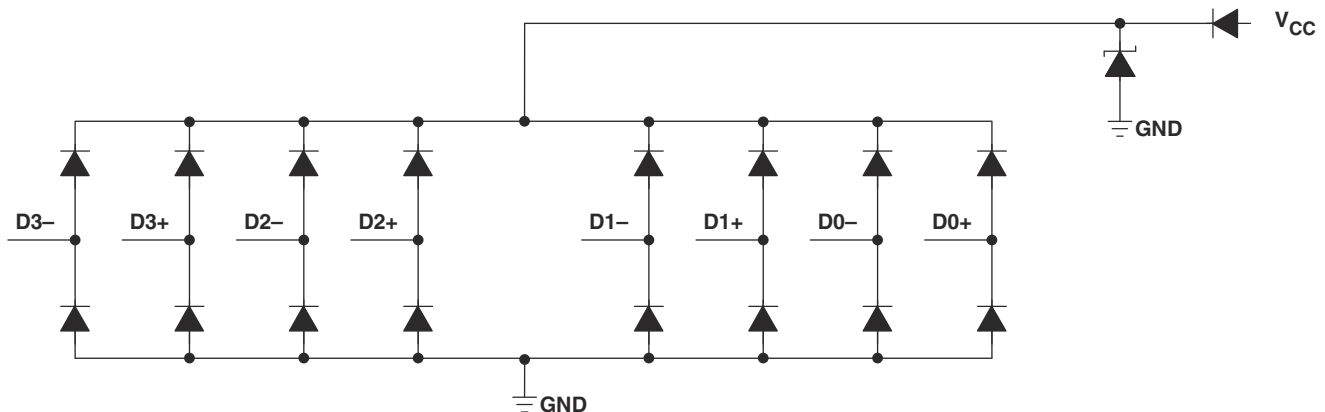 VCC
GND
D3– D3+ D2– D2+ D1– D1+ D0– D0+
GND